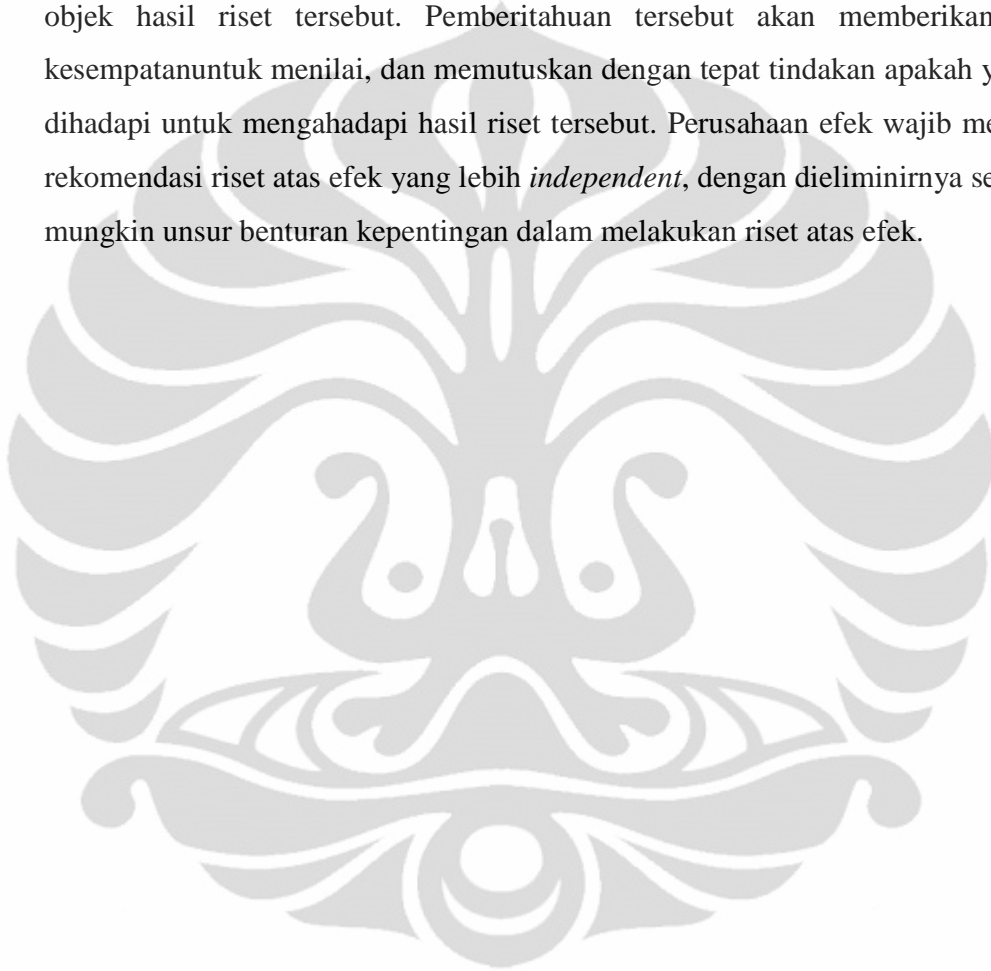 objek hasil riset tersebut. Pemberitahuan tersebut akan memberikan
kesempatanuntuk menilai, dan memutuskan dengan tepat tindakan apakah
dihadapi untuk mengahadapi hasil riset tersebut. Perusahaan efek wajib
rekomendasi riset atas efek yang lebih independent, dengan dieliminirnya
mungkin unsur benturan kepentingan dalam melakukan riset atas efek.